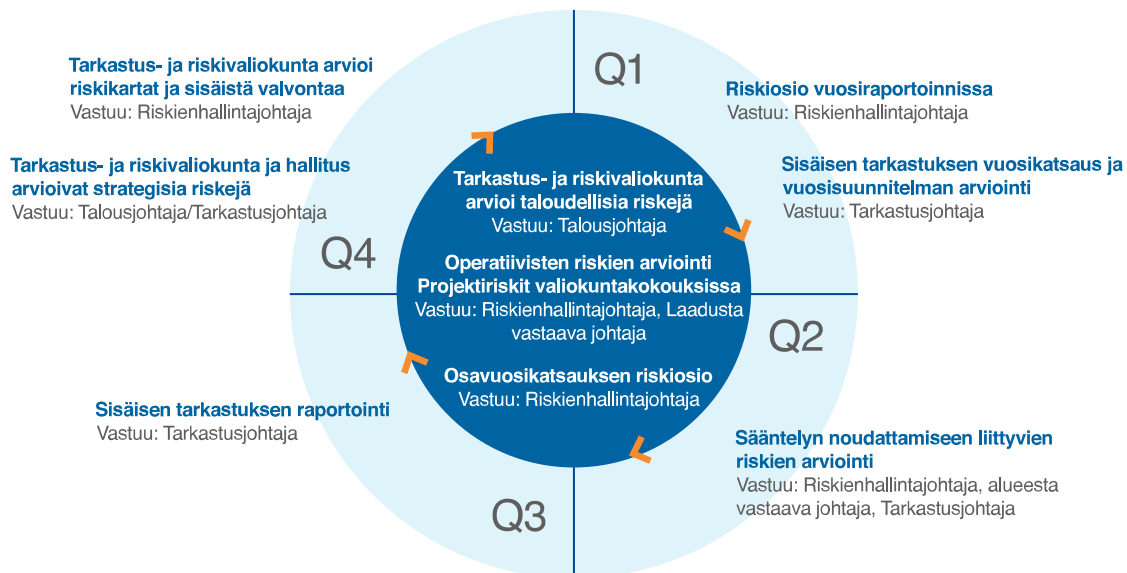 Q1
Riskiosio vuosiraportoinnissa
Vastuu: Riskienhallintajohtaja
Sisäisen tarkastuksen vuosikatsaus ja
vuosisuunnitelman arviointi
Vastuu: Tarkastusjohtaja
Q2
Sääntelyn noudattamiseen liittyvien
riskien arviointi
Vastuu: Riskienhallintajohtaja, alueesta
vastaava johtaja, Tarkastusjohtaja
Q3
Sisäisen tarkastuksen raportointi
Vastuu: Tarkastusjohtaja
Q4
Tarkastus- ja riskivaliokunta arvioi
riskikartat ja sisäistä valvontaa
Vastuu: Riskienhallintajohtaja
Tarkastus- ja riskivaliokunta ja hallitus
arvioivat strategisia riskejä
Vastuu: Talousjohtaja/Tarkastusjohtaja
Tarkastus- ja riskivaliokunta
arvioi taloudellisia riskejä
Vastuu: Talousjohtaja
Operatiivisten riskien arviointi
Projektiriskit valiokuntakokouksissa
Vastuu: Riskienhallintajohtaja, Laadusta
vastaava johtaja
Osavuosikatsauksen riskiosio
Vastuu: Riskienhallintajohtaja